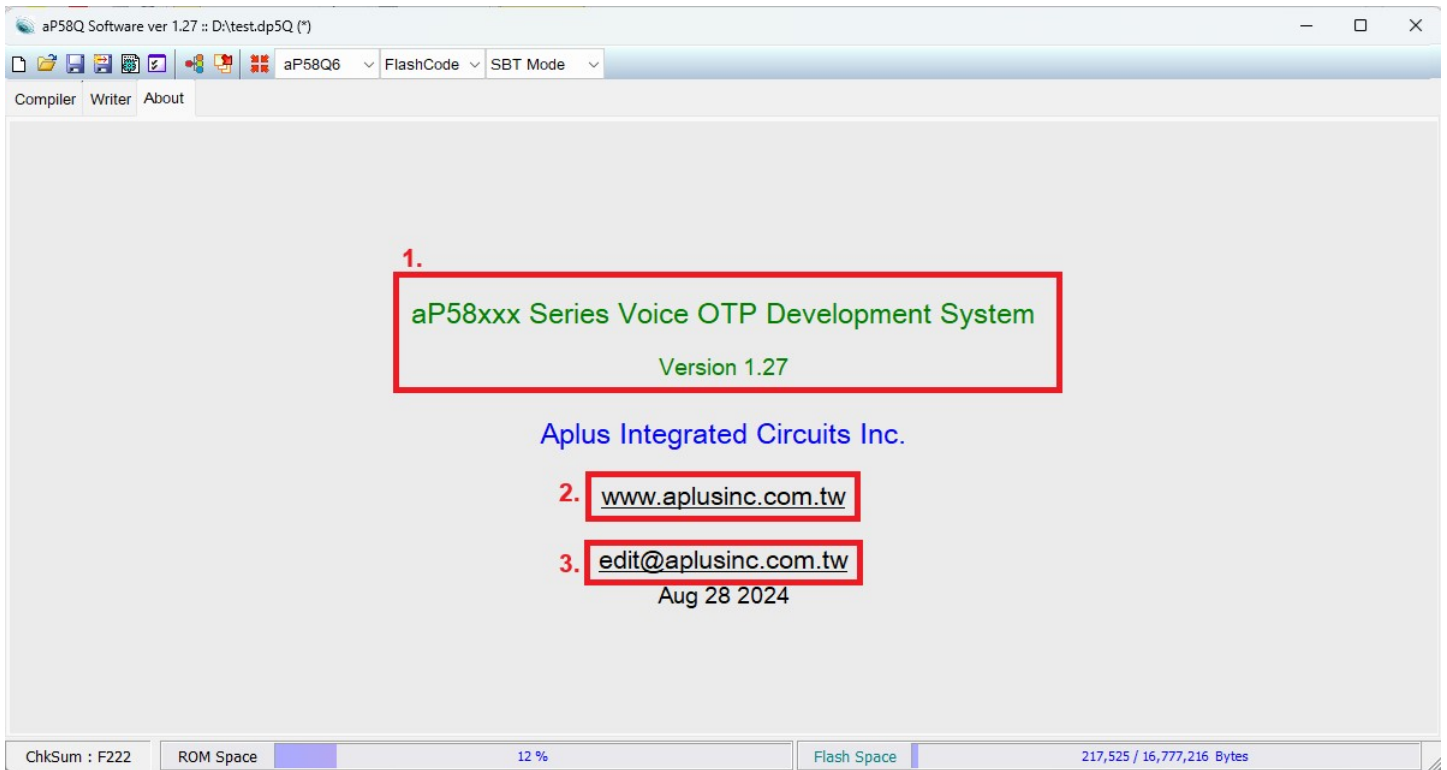 aP58Q Software ver 1.27 :: D:\test.dp5Q (*)
aP58Q6 FlashCode SBT Mode
Compiler Writer About
1.
aP58xxx Series Voice OTP Development System
Version 1.27
Aplus Integrated Circuits Inc.
2. www.aplusinc.com.tw
3. edit@aplusinc.com.tw
Aug 28 2024
ChkSum : F222 ROM Space 12 % Flash Space 217,525 / 16,777,216 Bytes